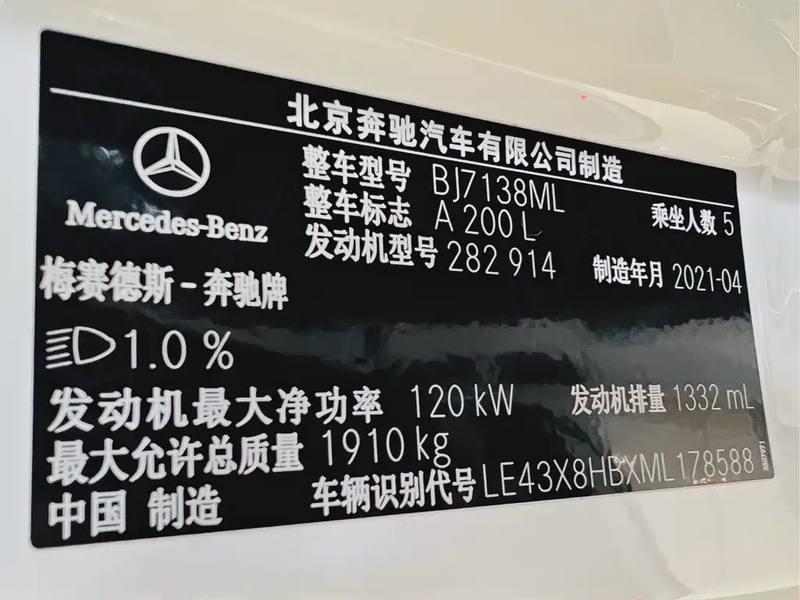 北京奔驰汽车有限公司制造
Mercedes-Benz
梅赛德斯-奔驰牌
整车型号 BJ7138ML
整车标志 A 200 L
乘坐人数 5
发动机型号 282 914
制造年月 2021-04
1.0 %
发动机最大净功率 120 kW
发动机排量 1332 mL
最大允许总质量 1910 kg
中国 制造
车辆识别代号 LE43X8HBXML178588